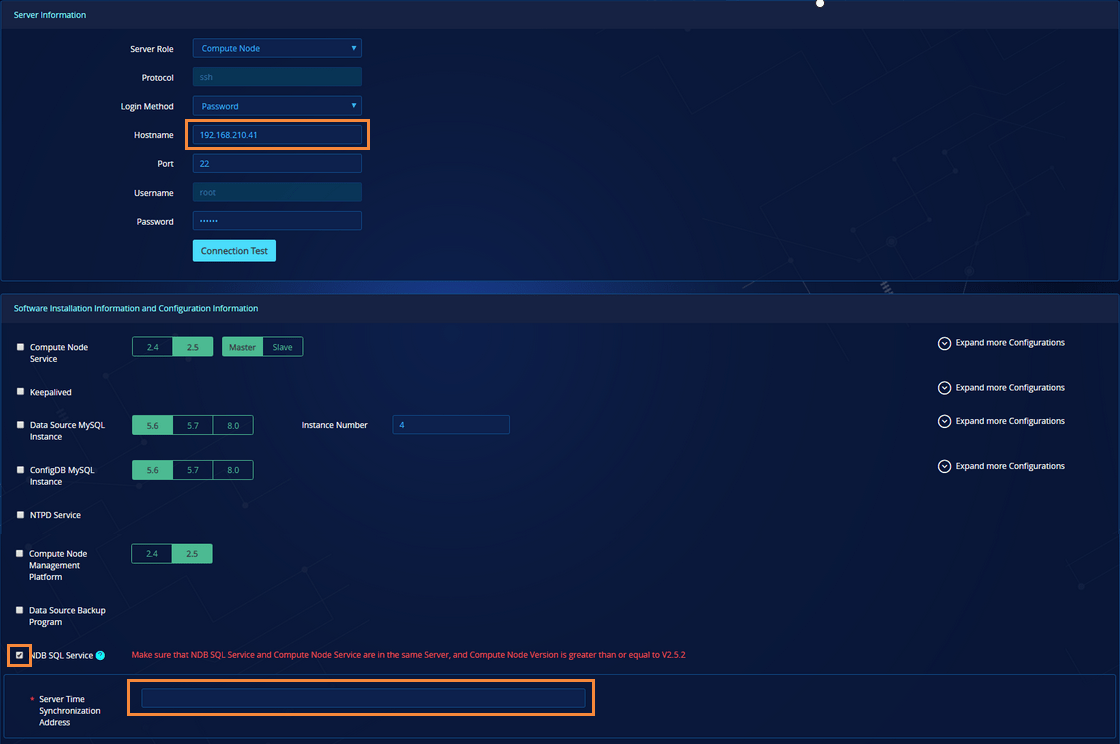 Server Information
Server Role Compute Node
Protocol ssh
Login Method Password
Hostname 192.168.210.41
Port 22
Username root
Password ••••••
Connection Test
Software Installation Information and Configuration Information
Compute Node 2.4 2.5 Master Slave Expand more Configurations
Service
Keepalived Expand more Configurations
Data Source MySQL 5.6 5.7 8.0 Instance Number 4 Expand more Configurations
Instance
ConfigDB MySQL 5.6 5.7 8.0 Expand more Configurations
Instance
NTPD Service
Compute Node 2.4 2.5
Management
Platform
Data Source Backup
Program
NDB SQL Service ? Make sure that NDB SQL Service and Compute Node Service are in the same Server, and Compute Node Version is greater than or equal to V2.5.2
* Server Time
Synchronization
Address